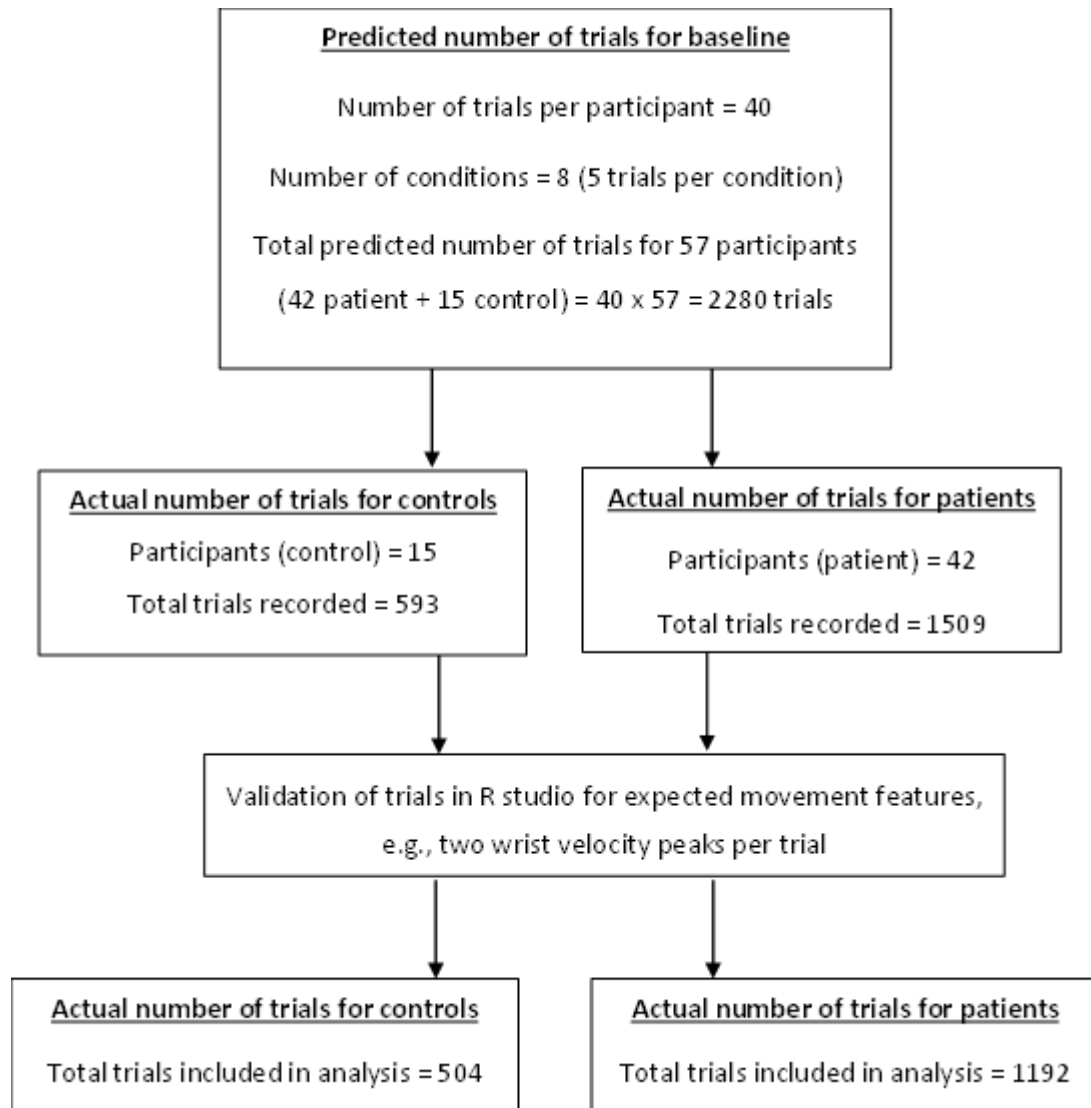 Predicted number of trials for baseline
Number of trials per participant = 40
Number of conditions = 8 (5 trials per condition)
Total predicted number of trials for 57 participants
(42 patient + 15 control) = 40 x 57 = 2280 trials
Actual number of trials for controls
Participants (control) = 15
Total trials recorded = 593
Actual number of trials for patients
Participants (patient) = 42
Total trials recorded = 1509
Validation of trials in R studio for expected movement features,
e.g., two wrist velocity peaks per trial
Actual number of trials for controls
Total trials included in analysis = 504
Actual number of trials for patients
Total trials included in analysis = 1192